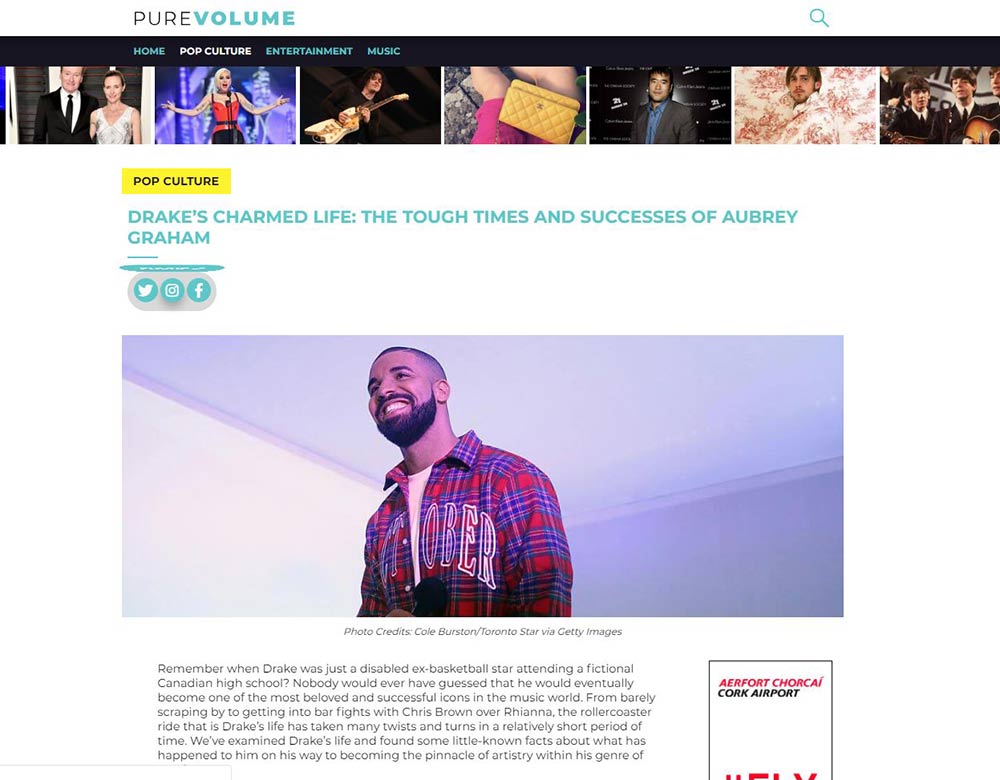 PUREVOLUME
HOME POP CULTURE ENTERTAINMENT MUSIC
POP CULTURE
DRAKE'S CHARMED LIFE: THE TOUGH TIMES AND SUCCESSES OF AUBREY
GRAHAM
OBER
Photo Credits: Cole Burston/Toronto Star via Getty Images
Remember when Drake was just a disabled ex-basketball star attending a fictional
Canadian high school? Nobody would ever have guessed that he would eventually
become one of the most beloved and successful icons in the music world. From barely
scraping by to getting into bar fights with Chris Brown over Rhianna, the rollercoaster
ride that is Drake's life has taken many twists and turns in a relatively short period of
time. We've examined Drake's life and found some little-known facts about what has
happened to him on his way to becoming the pinnacle of artistry within his genre of
AERFORT CHORCAÍ
CORK AIRPORT
#FLY